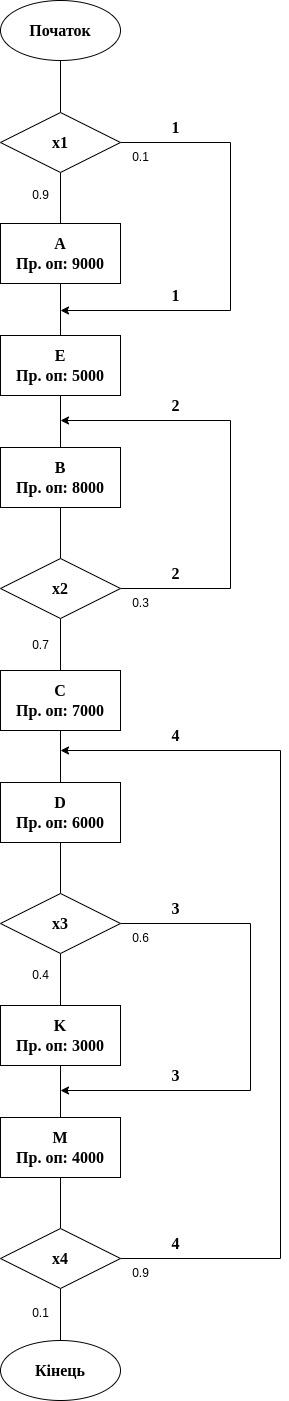 Початок
x1
1
0.1
0.9
A
Пр. оп: 9000
1
E
Пр. оп: 5000
2
B
Пр. оп: 8000
2
x2
0.3
0.7
C
Пр. оп: 7000
4
D
Пр. оп: 6000
3
x3
0.6
0.4
K
Пр. оп: 3000
3
M
Пр. оп: 4000
4
x4
0.9
0.1
Кінець